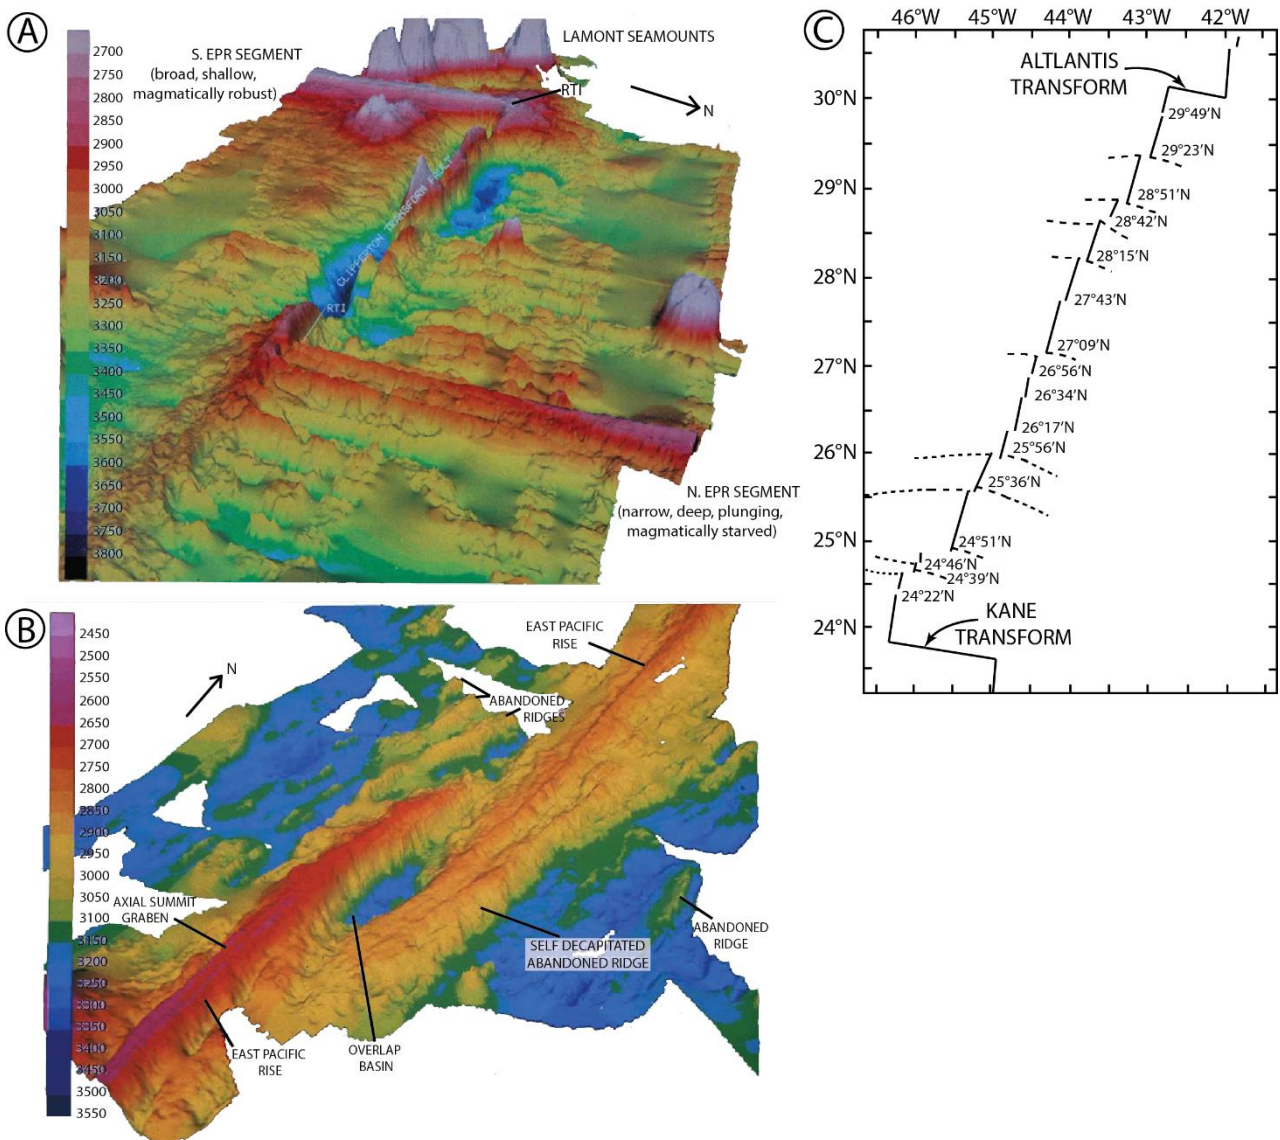 A
2700
2750
2800
2850
2900
2950
3000
3050
3100
3150
3200
3250
3300
3350
3400
3450
3500
3550
3600
3650
3700
3750
3800
S. EPR SEGMENT
(broad, shallow,
magmatically robust)
LAMONT SEAMOUNTS
RTI
N
CLIPPERTON TRANSFORM FAULT
RTI
N. EPR SEGMENT
(narrow, deep, plunging,
magmatically starved)
B
2450
2500
2550
2600
2650
2700
2750
2800
2850
2900
2950
3000
3050
3100
3150
3200
3250
3300
3350
3400
3450
3500
3550
N
EAST PACIFIC
RISE
ABANDONED
RIDGES
AXIAL SUMMIT
GRABEN
ABANDONED
RIDGE
SELF DECAPITATED
ABANDONED RIDGE
EAST PACIFIC
RISE
OVERLAP
BASIN
C
46°W 45°W 44°W 43°W 42°W
ALTLANTIS
TRANSFORM
30°N
29°49'N
29°23'N
29°N
28°51'N
28°42'N
28°15'N
28°N
27°43'N
27°09'N
27°N
26°56'N
26°34'N
26°17'N
26°N
25°56'N
25°36'N
25°N
24°51'N
24°46'N
24°39'N
24°22'N
24°N
KANE
TRANSFORM